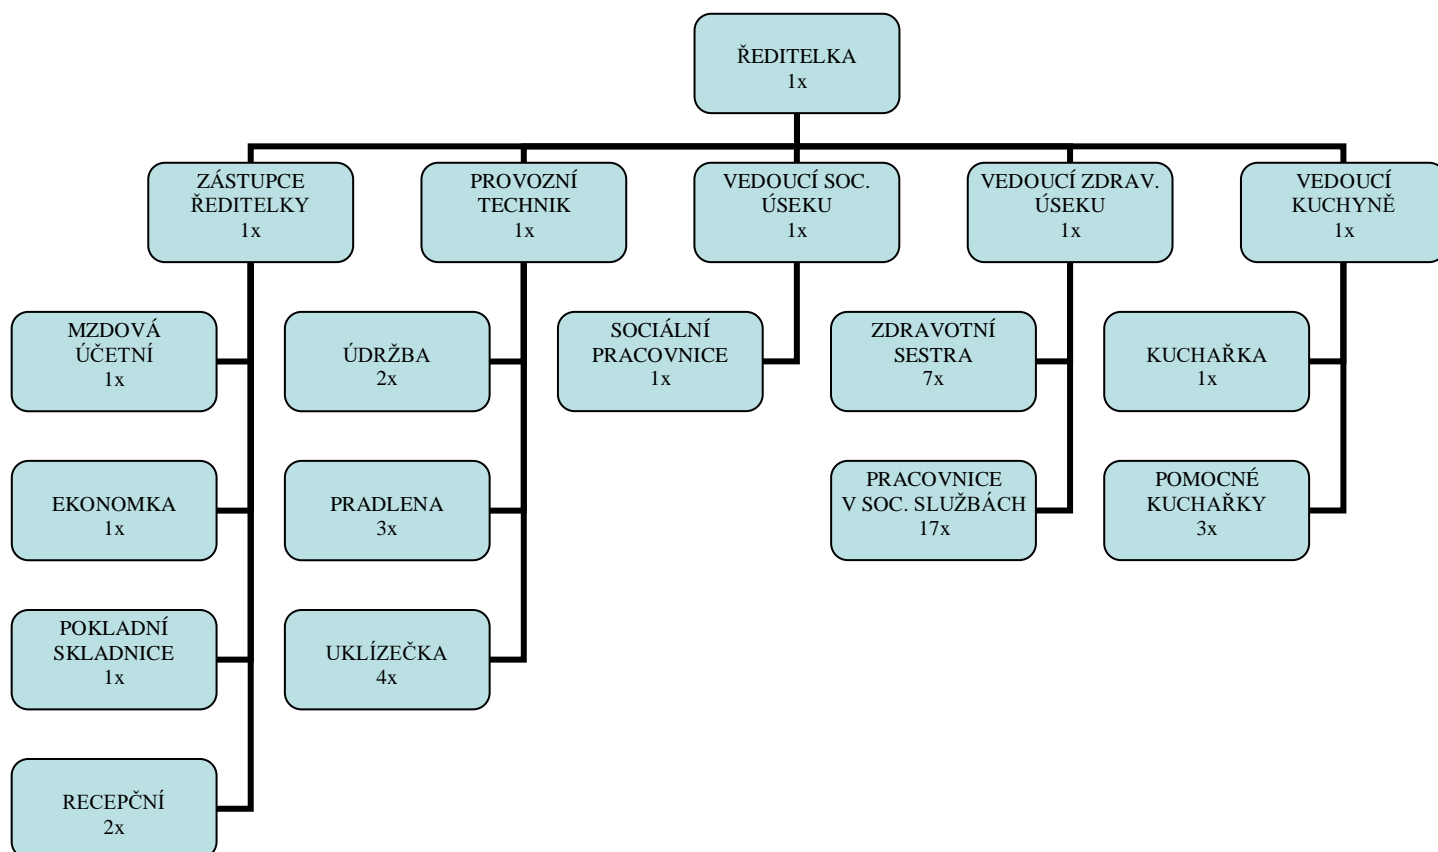 ŘEDITELKA
1x
ZÁSTUPCE
ŘEDITELKY
1x
PROVOZNÍ
TECHNIK
1x
VEDOUCÍ SOC.
ÚSEKU
1x
VEDOUCÍ ZDRAV.
ÚSEKU
1x
VEDOUCÍ
KUCHYNĚ
1x
MZDOVÁ
ÚČETNÍ
1x
ÚDRŽBA
2x
SOCIÁLNÍ
PRACOVNICE
1x
ZDRAVOTNÍ
SESTRA
7x
KUCHAŘKA
1x
EKONOMKA
1x
PRADLENA
3x
PRACOVNICE
V SOC. SLUŽBÁCH
17x
POMOCNÉ
KUCHAŘKY
3x
POKLADNÍ
SKLADNICE
1x
UKLÍZEČKA
4x
RECEPČNÍ
2x